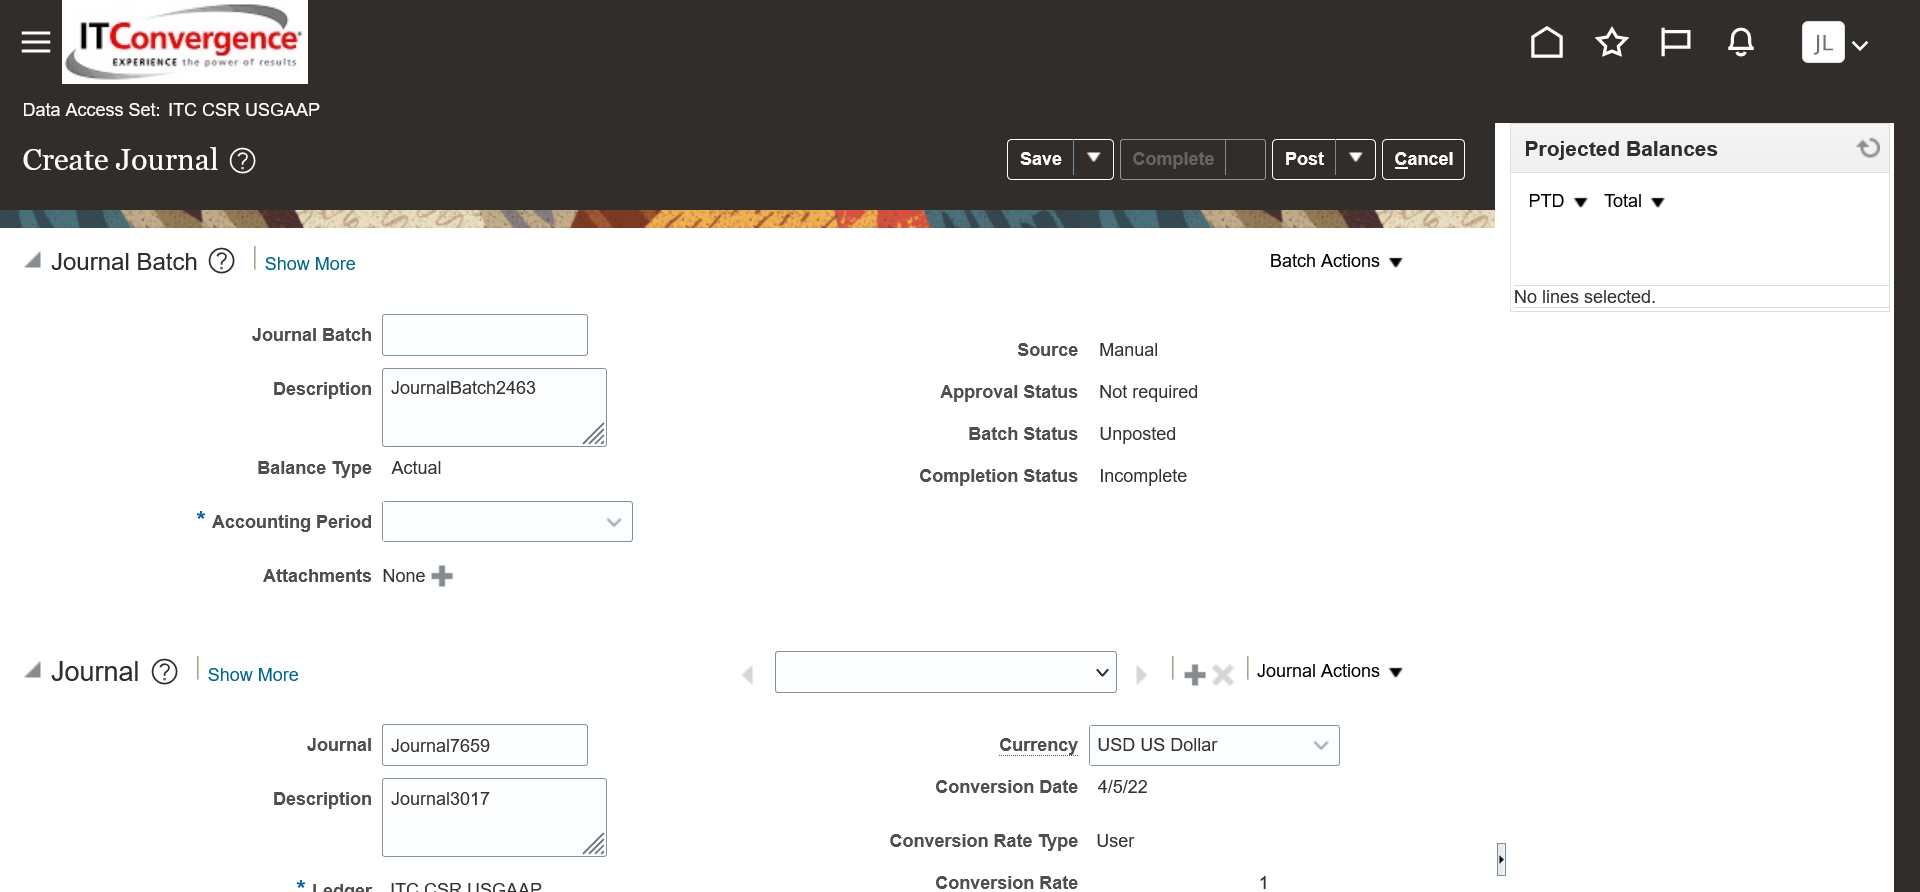 ITConvergence
EXPERIENCE the power of results
JL
Data Access Set: ITC CSR USGAAP
Create Journal ?
Save
Complete
Post
Cancel
Projected Balances
PTD
Total
No lines selected.
Journal Batch ?
Show More
Batch Actions
Journal Batch
Description JournalBatch2463
Balance Type Actual
* Accounting Period
Attachments None
Source Manual
Approval Status Not required
Batch Status Unposted
Completion Status Incomplete
Journal ?
Show More
Journal Actions
Journal Journal7659
Description Journal3017
* Ledger ITC CSR USGAAP
Currency USD US Dollar
Conversion Date 4/5/22
Conversion Rate Type User
Conversion Rate 1